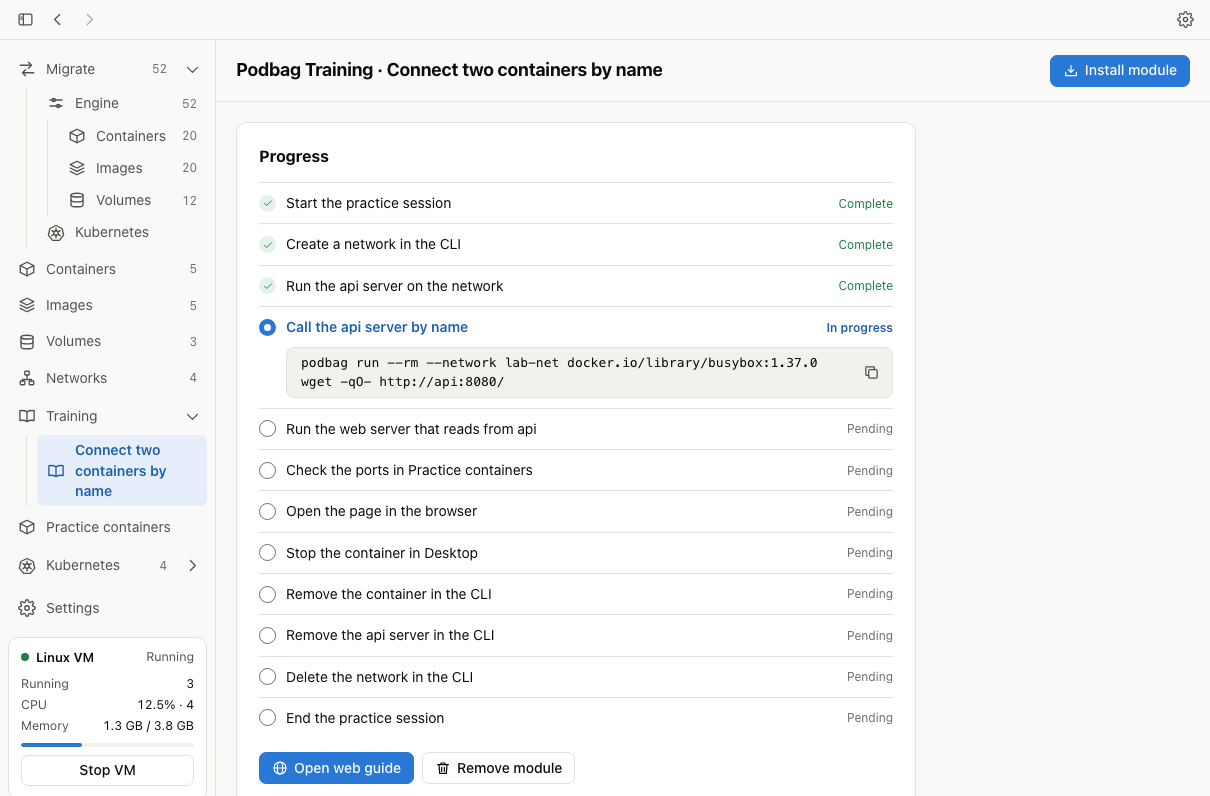 Migrate 52
Engine 52
Containers 20
Images 20
Volumes 12
Kubernetes
Containers 5
Images 5
Volumes 3
Networks 4
Training
Connect two
containers by
name
Practice containers
Kubernetes 4
Settings
Linux VM Running
Running 3
CPU 12.5% · 4
Memory 1.3 GB / 3.8 GB
Stop VM
Podbag Training · Connect two containers by name
Install module
Progress
Start the practice session Complete
Create a network in the CLI Complete
Run the api server on the network Complete
Call the api server by name In progress
podbag run --rm --network lab-net docker.io/library/busybox:1.37.0
wget -qO- http://api:8080/
Run the web server that reads from api Pending
Check the ports in Practice containers Pending
Open the page in the browser Pending
Stop the container in Desktop Pending
Remove the container in the CLI Pending
Remove the api server in the CLI Pending
Delete the network in the CLI Pending
End the practice session Pending
Open web guide
Remove module